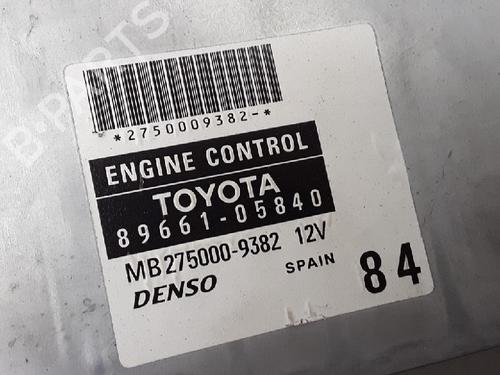 B-PARTS
*2750009382-*
ENGINE CONTROL
TOYOTA
89661-05840
MB275000-9382 12V
DENSO
SPAIN
84